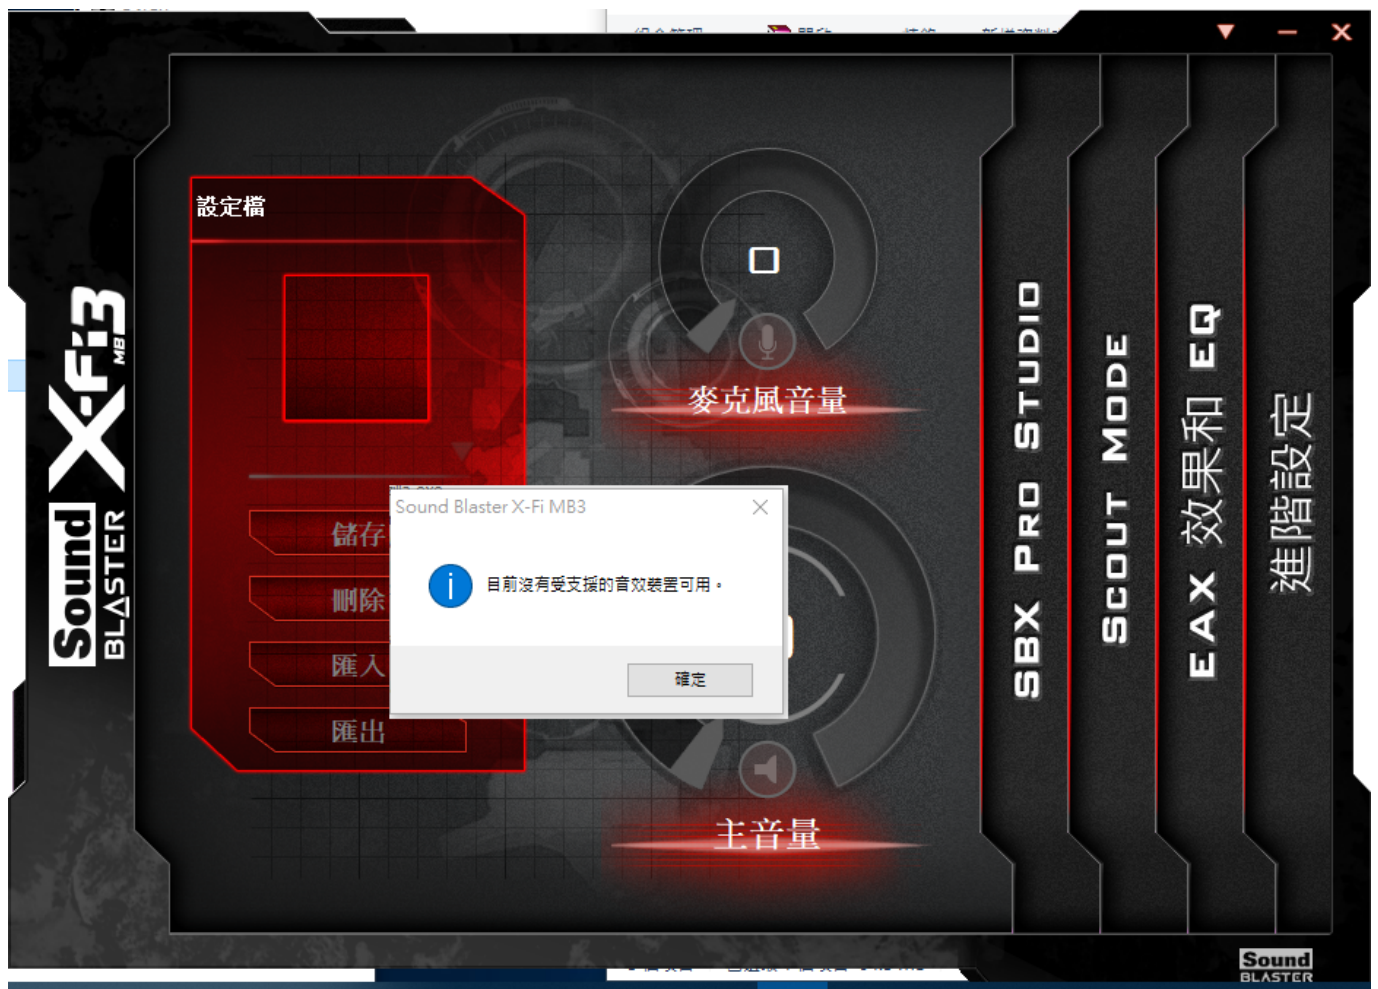 設定檔
麥克風音量
Sound Blaster X-Fi MB3
目前沒有受支援的音效裝置可用。
確定
儲存
刪除
匯入
匯出
主音量
SBX Pro Studio
Scout Mode
EAX 效果和 EQ
進階設定
Sound BLASTER X-Fi3 MB
Sound
BLASTER